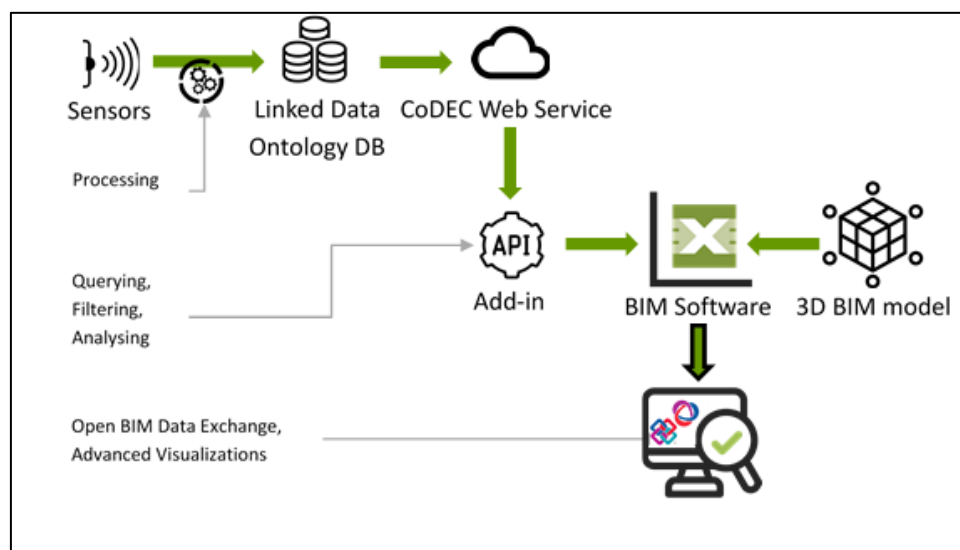 Sensors
Linked Data
Ontology DB
CoDEC Web Service
Processing
API
Add-in
Querying,
Filtering,
Analysing
BIM Software
3D BIM model
Open BIM Data Exchange,
Advanced Visualizations